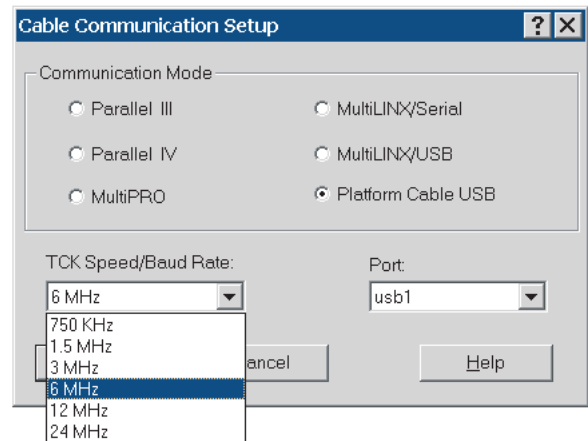 Cable Communication Setup ? X
Communication Mode
Parallel III MultiLINX/Serial
Parallel IV MultiLINX/USB
MultiPRO Platform Cable USB
TCK Speed/Baud Rate: Port:
6 MHz usb1
750 KHz
1.5 MHz
3 MHz ancel Help
6 MHz
12 MHz
24 MHz